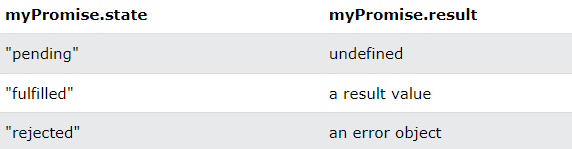 myPromise.state myPromise.result
"pending" undefined
"fulfilled" a result value
"rejected" an error object